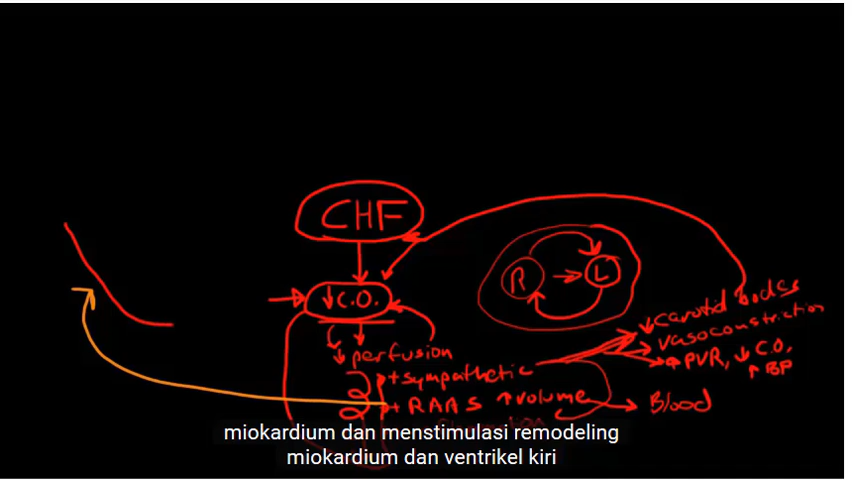 CHF
↓ C.O.
R → L
↓ perfusion
+ sympathetic
+ RAAS ↑ volume
↓ carotid bodies
vasoconstriction
↑ PVR, ↓ C.O.
↑ BP
Blood
miokardium dan menstimulasi remodeling
miokardium dan ventrikel kiri